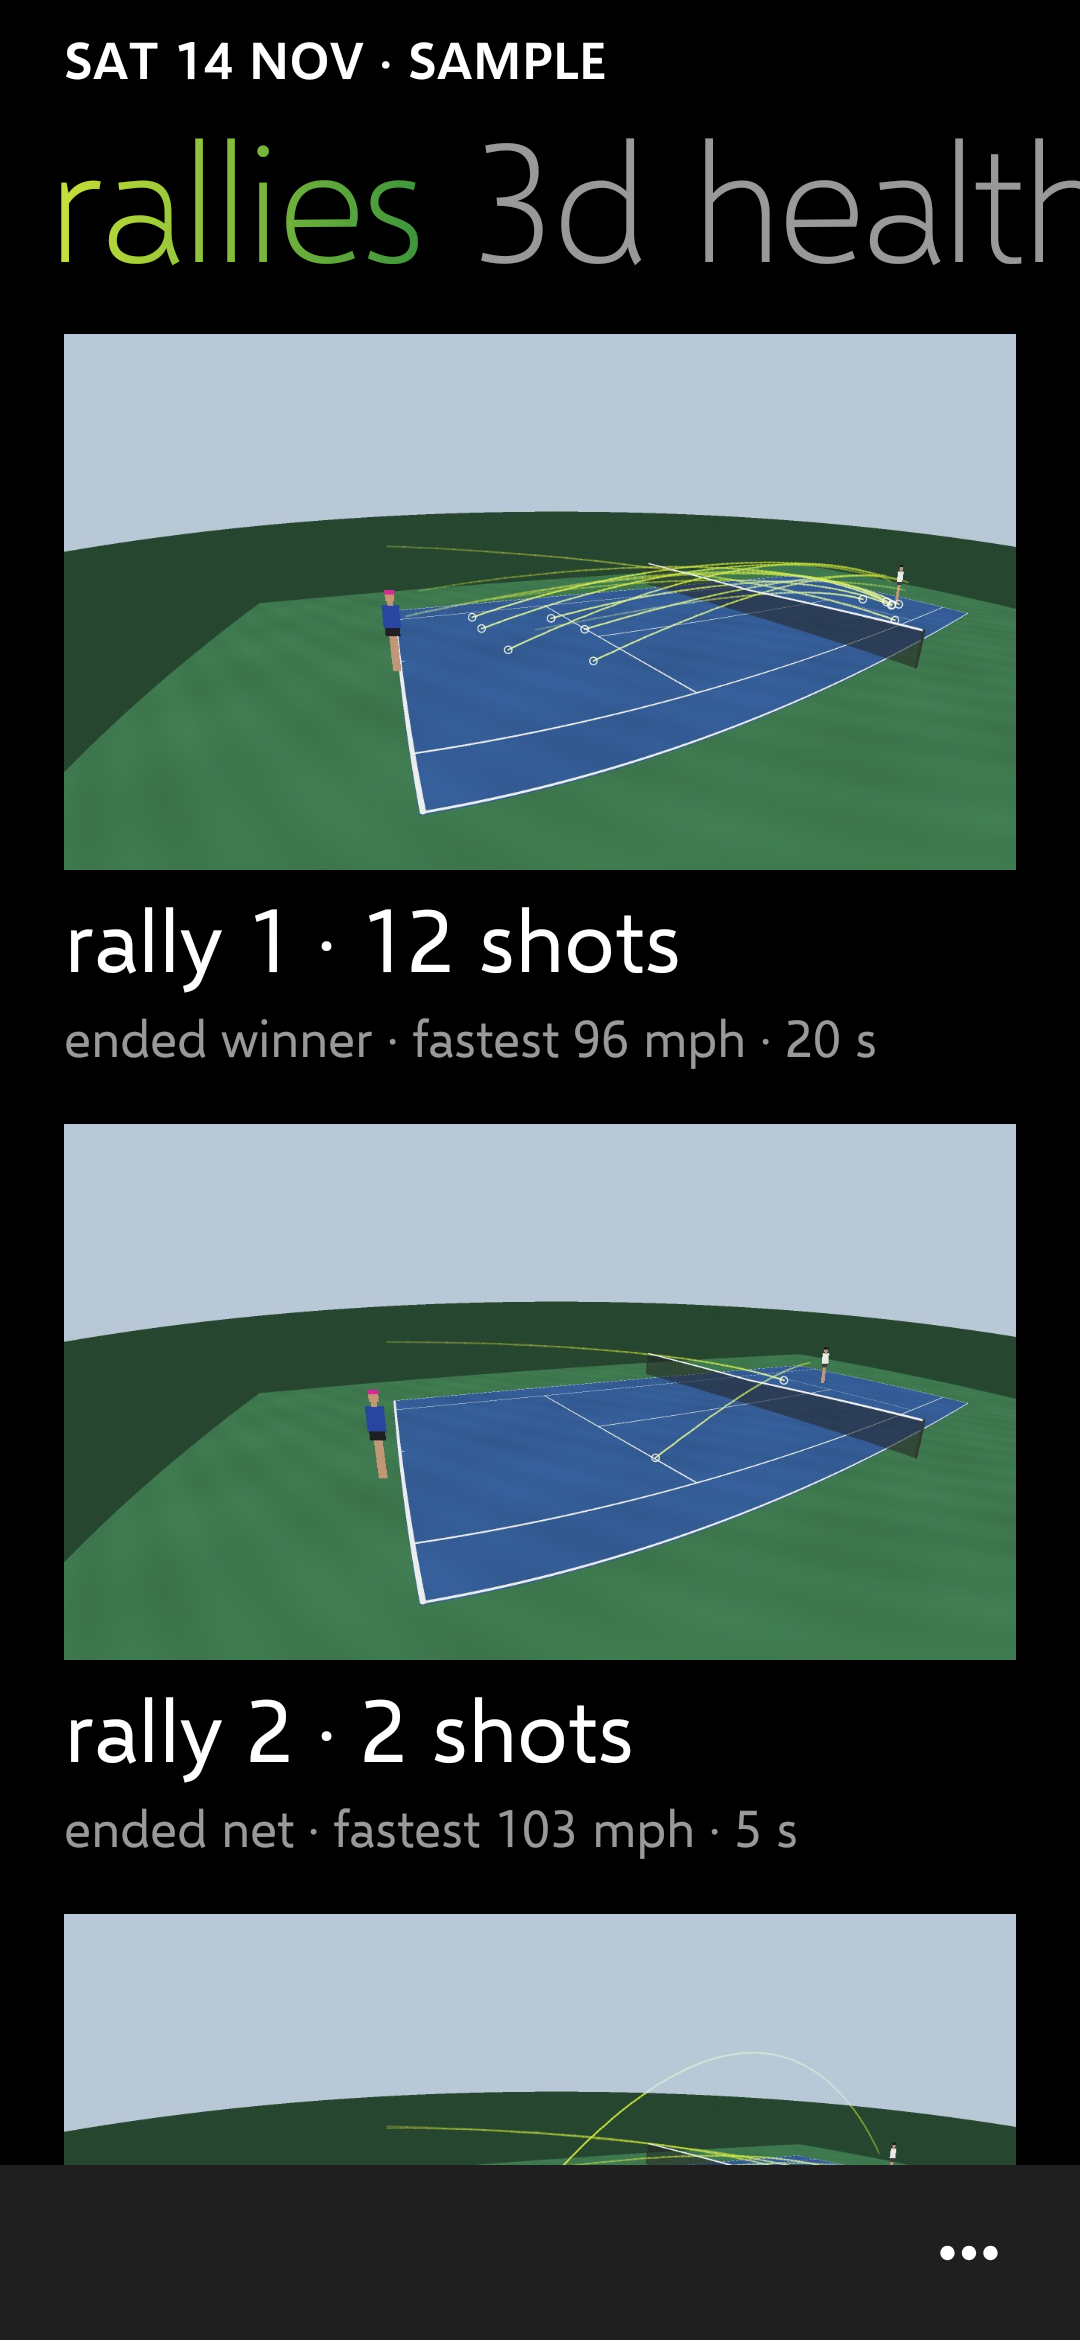 SAT 14 NOV · SAMPLE
rallies 3d health
rally 1 · 12 shots
ended winner · fastest 96 mph · 20 s
rally 2 · 2 shots
ended net · fastest 103 mph · 5 s